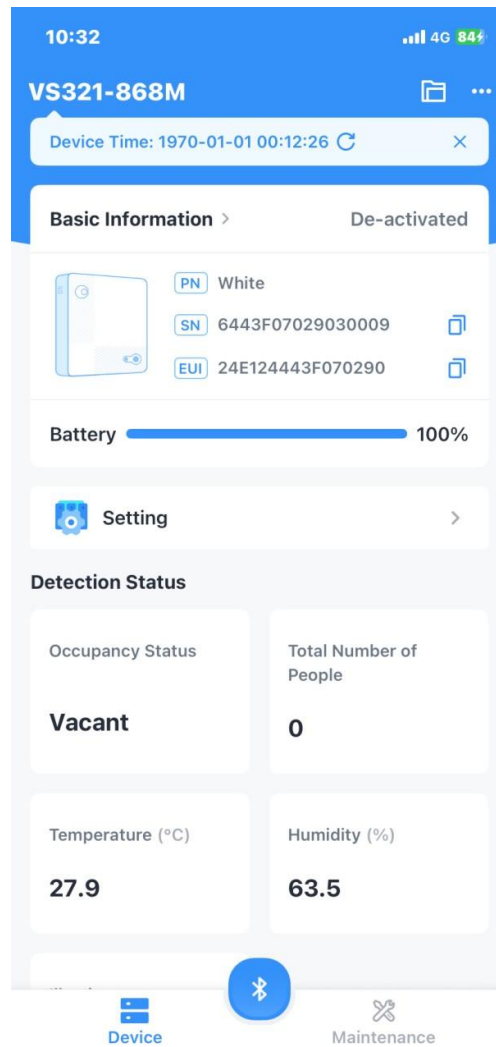 10:32
4G 84
VS321-868M
Device Time: 1970-01-01 00:12:26
Basic Information >
De-activated
PN White
SN 6443F07029030009
EUI 24E124443F070290
Battery 100%
Setting
Detection Status
Occupancy Status
Vacant
Total Number of
People
0
Temperature (°C)
27.9
Humidity (%)
63.5
Device
Maintenance